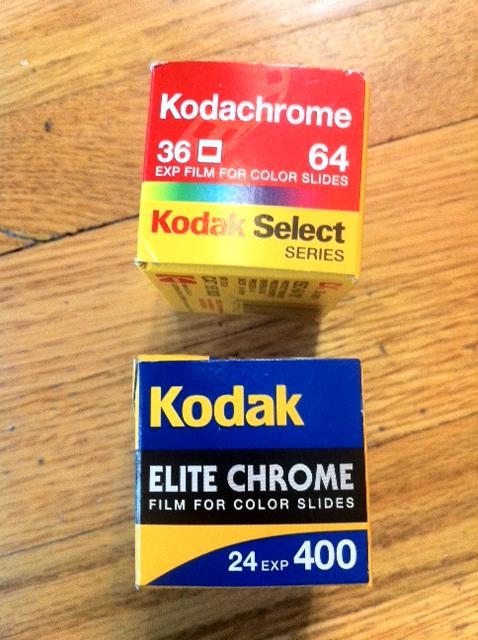 Kodachrome
36 64
EXP FILM FOR COLOR SLIDES
Kodak Select
SERIES
Kodak
ELITE CHROME
FILM FOR COLOR SLIDES
24 EXP 400